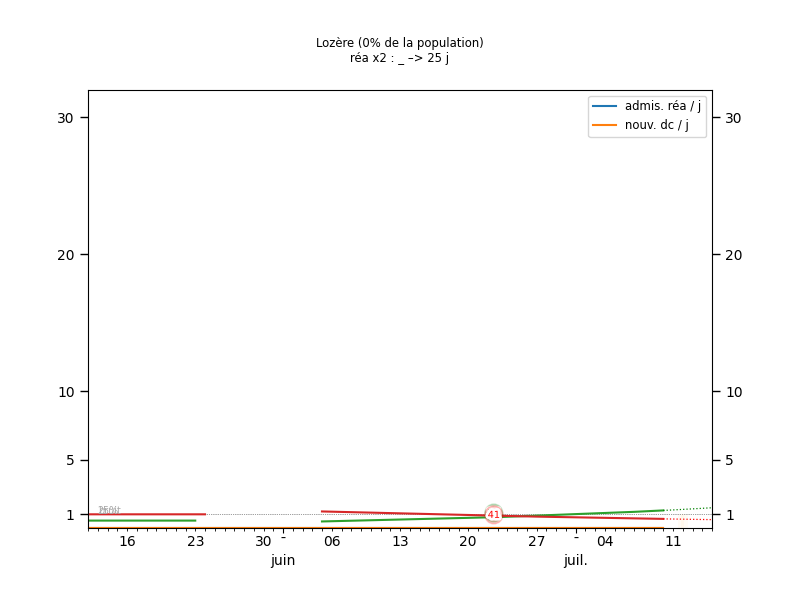 Lozère (0% de la population)
réa x2 : _ –> 25 j
admis. réa / j
nouv. dc / j
30 30
20 20
10 10
5 5
1 41 1
16 23 30 - 06 13 20 27 - 04 11
juin juil.